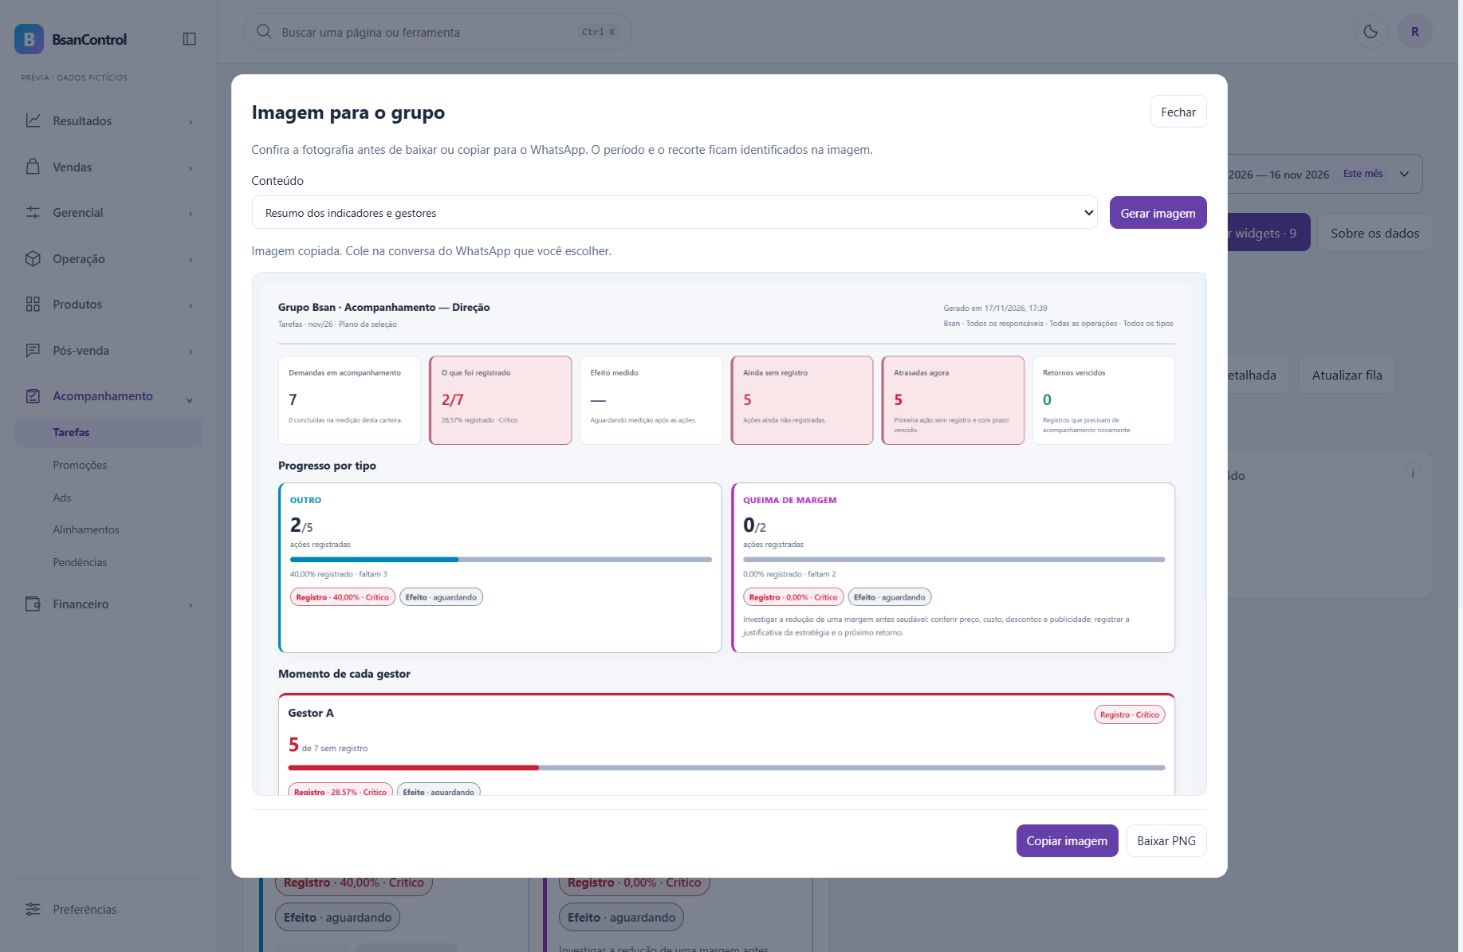 B BsanControl
PRÉVIA · DADOS FICTÍCIOS
Resultados
Vendas
Gerencial
Operação
Produtos
Pós-venda
Acompanhamento
Tarefas
Promoções
Ads
Alinhamentos
Pendências
Financeiro
Preferências
Buscar uma página ou ferramenta
Ctrl K
R
2026 — 16 nov 2026 Este mês
widgets · 9
Sobre os dados
Atualizar fila
Imagem para o grupo
Fechar
Confira a fotografia antes de baixar ou copiar para o WhatsApp. O período e o recorte ficam identificados na imagem.
Conteúdo
Resumo dos indicadores e gestores
Gerar imagem
Imagem copiada. Cole na conversa do WhatsApp que você escolher.
Grupo Bsan · Acompanhamento — Direção
Tarefas · nov/26 · Plano da seleção
Gerado em 17/11/2026, 17:39
Bsan · Todos os responsáveis · Todas as operações · Todos os tipos
Demandas em acompanhamento
7
0 concluídas na medição desta carteira.
O que foi registrado
2/7
28,57% registrado · Crítico
Efeito medido
—
Aguardando medição após as ações.
Ainda sem registro
5
Ações ainda não registradas.
Atrasadas agora
5
Primeira ação sem registro e com prazo
vencido.
Retornos vencidos
0
Registros que precisam de
acompanhamento novamente.
Progresso por tipo
OUTRO
2/5
ações registradas
40,00% registrado · faltam 3
Registro · 40,00% · Crítico
Efeito · aguardando
QUEIMA DE MARGEM
0/2
ações registradas
0,00% registrado · faltam 2
Registro · 0,00% · Crítico
Efeito · aguardando
Investigar a redução de uma margem antes saudável: conferir preço, custo, descontos e publicidade; registrar a
justificativa da estratégia e o próximo retorno.
Momento de cada gestor
Gestor A
Registro · Crítico
5 de 7 sem registro
Registro · 28,57% · Crítico
Efeito · aguardando
Copiar imagem
Baixar PNG
Registro · 40,00% · Crítico
Efeito · aguardando
Registro · 0,00% · Crítico
Efeito · aguardando
Investigar a redução de uma margem antes